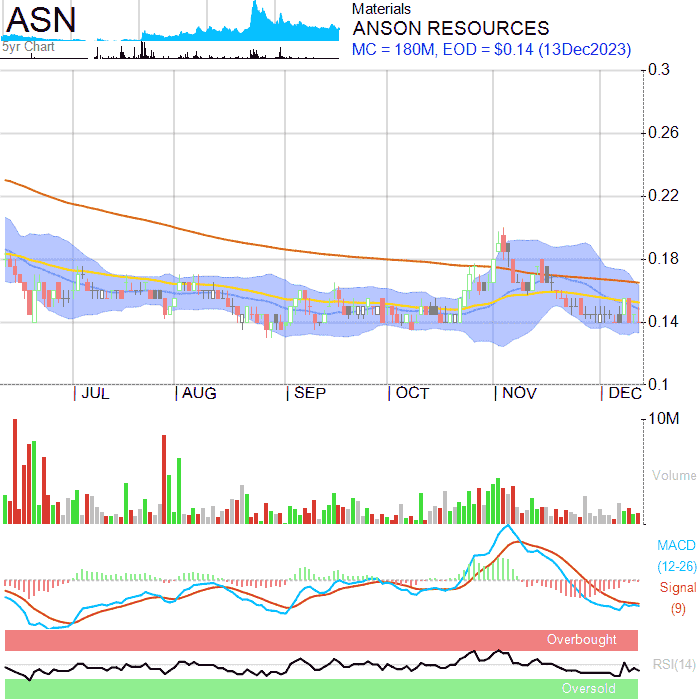 ASN
5yr Chart
Materials
ANSON RESOURCES
MC = 180M, EOD = $0.14 (13Dec2023)
0.3
0.26
0.22
0.18
0.14
0.1
| JUL | AUG | SEP | OCT | NOV | DEC
10M
Volume
MACD
(12-26)
Signal
(9)
Overbought
RSI(14)
Oversold